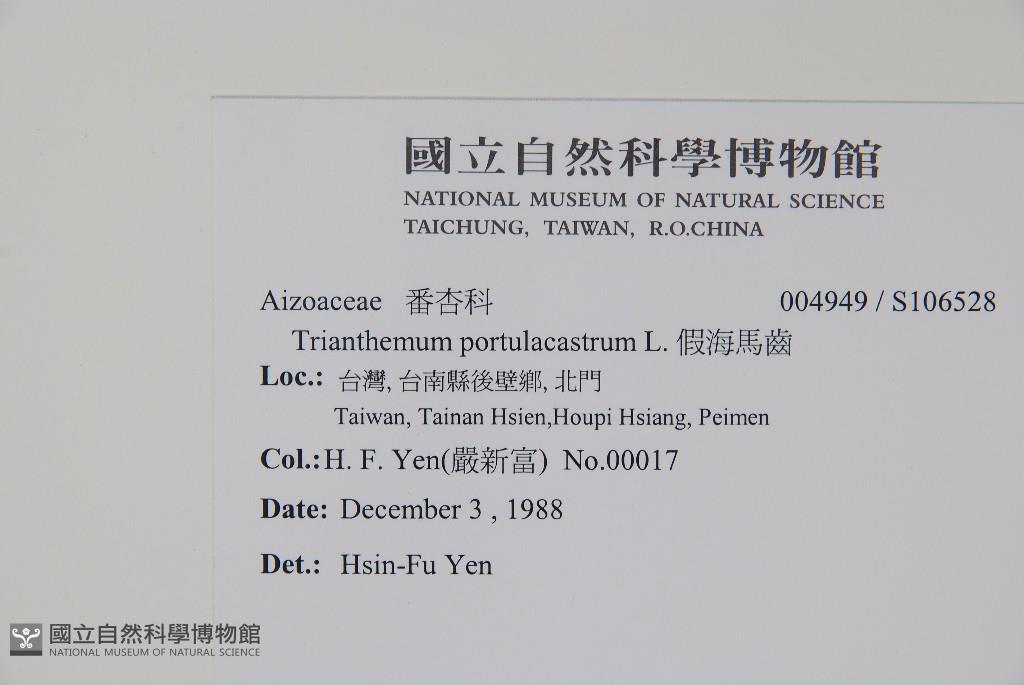 國立自然科學博物館
NATIONAL MUSEUM OF NATURAL SCIENCE
TAICHUNG, TAIWAN, R.O.CHINA
Aizoaceae 番杏科 004949 / S106528
Trianthemum portulacastrum L. 假海馬齒
Loc.: 台灣, 台南縣後壁鄉, 北門
Taiwan, Tainan Hsien,Houpi Hsiang, Peimen
Col.:H. F. Yen(嚴新富) No.00017
Date: December 3 , 1988
Det.: Hsin-Fu Yen
國立自然科學博物館
NATIONAL MUSEUM OF NATURAL SCIENCE